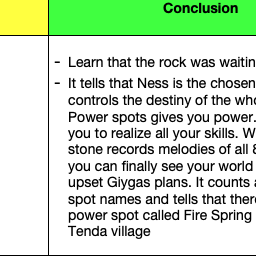 Conclusion
- Learn that the rock was waitin
- It tells that Ness is the chosen
controls the destiny of the who
Power spots gives you power.
you to realize all your skills. W
stone records melodies of all 8
you can finally see your world
upset Giygas plans. It counts
spot names and tells that ther
power spot called Fire Spring
Tenda village